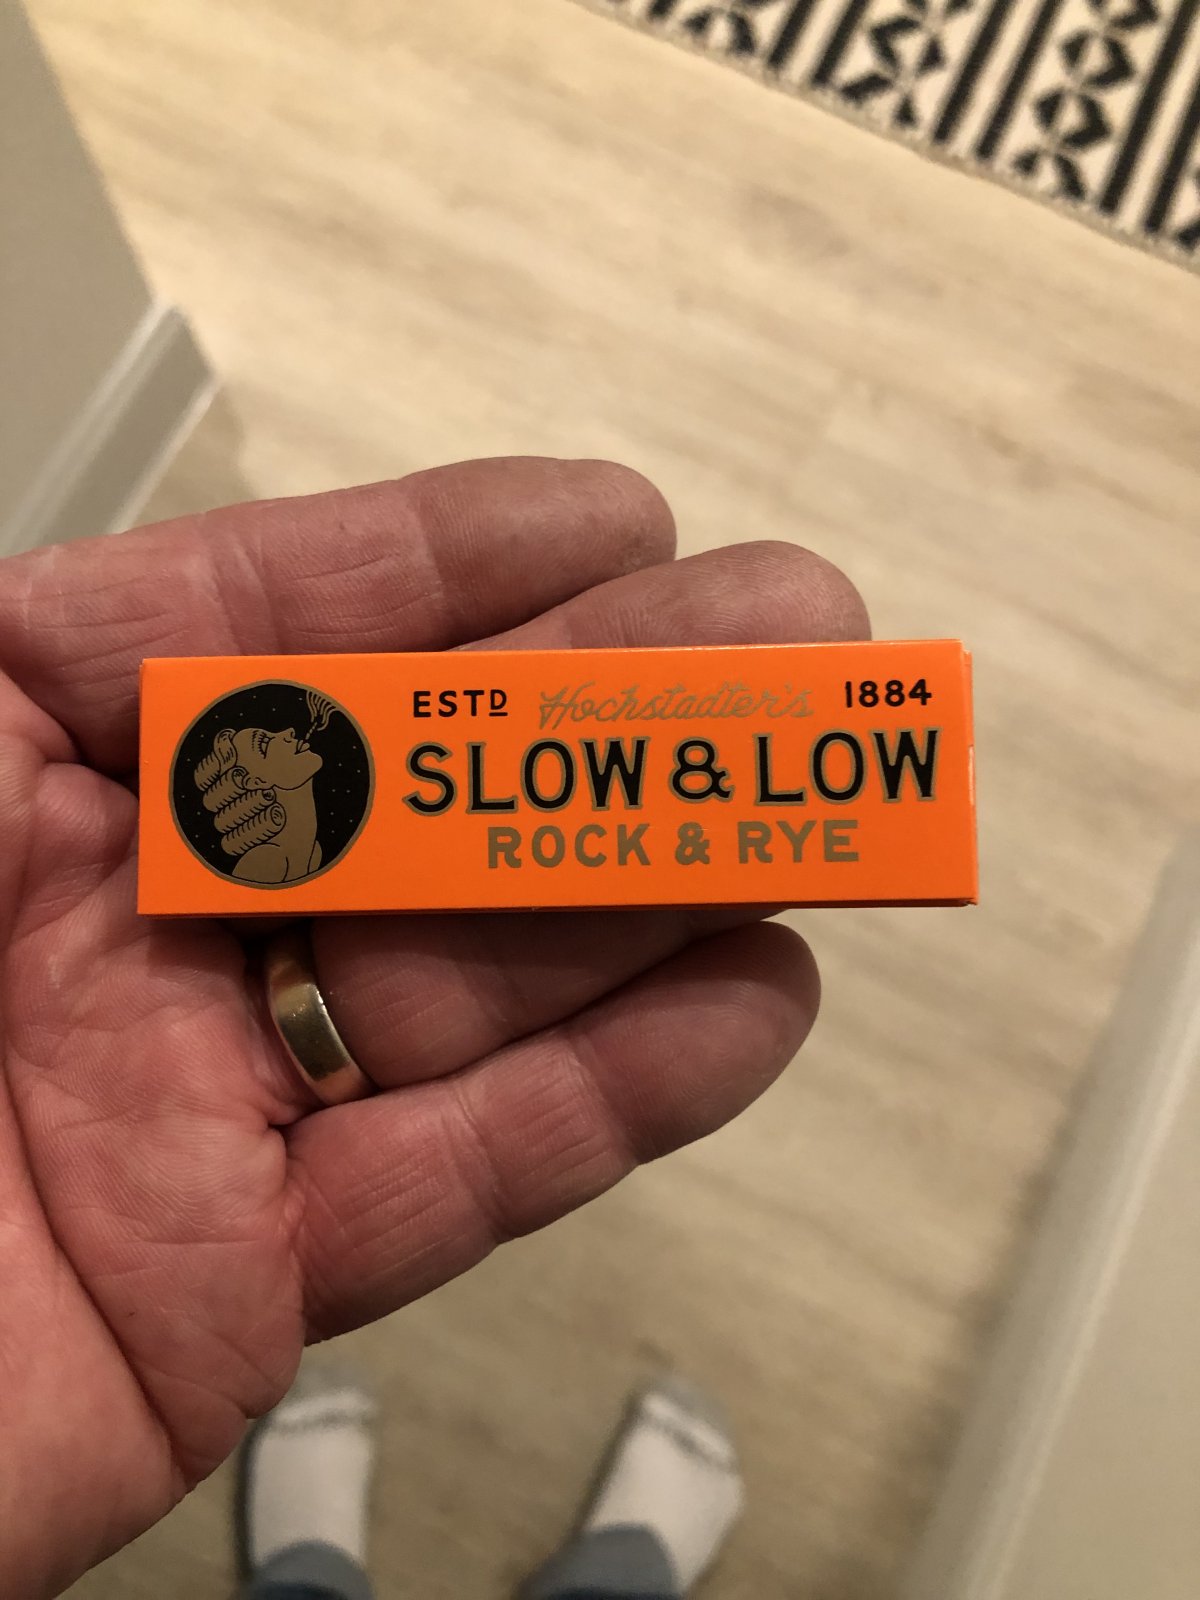 ESTD Hochstadter's 1884
SLOW & LOW
ROCK & RYE